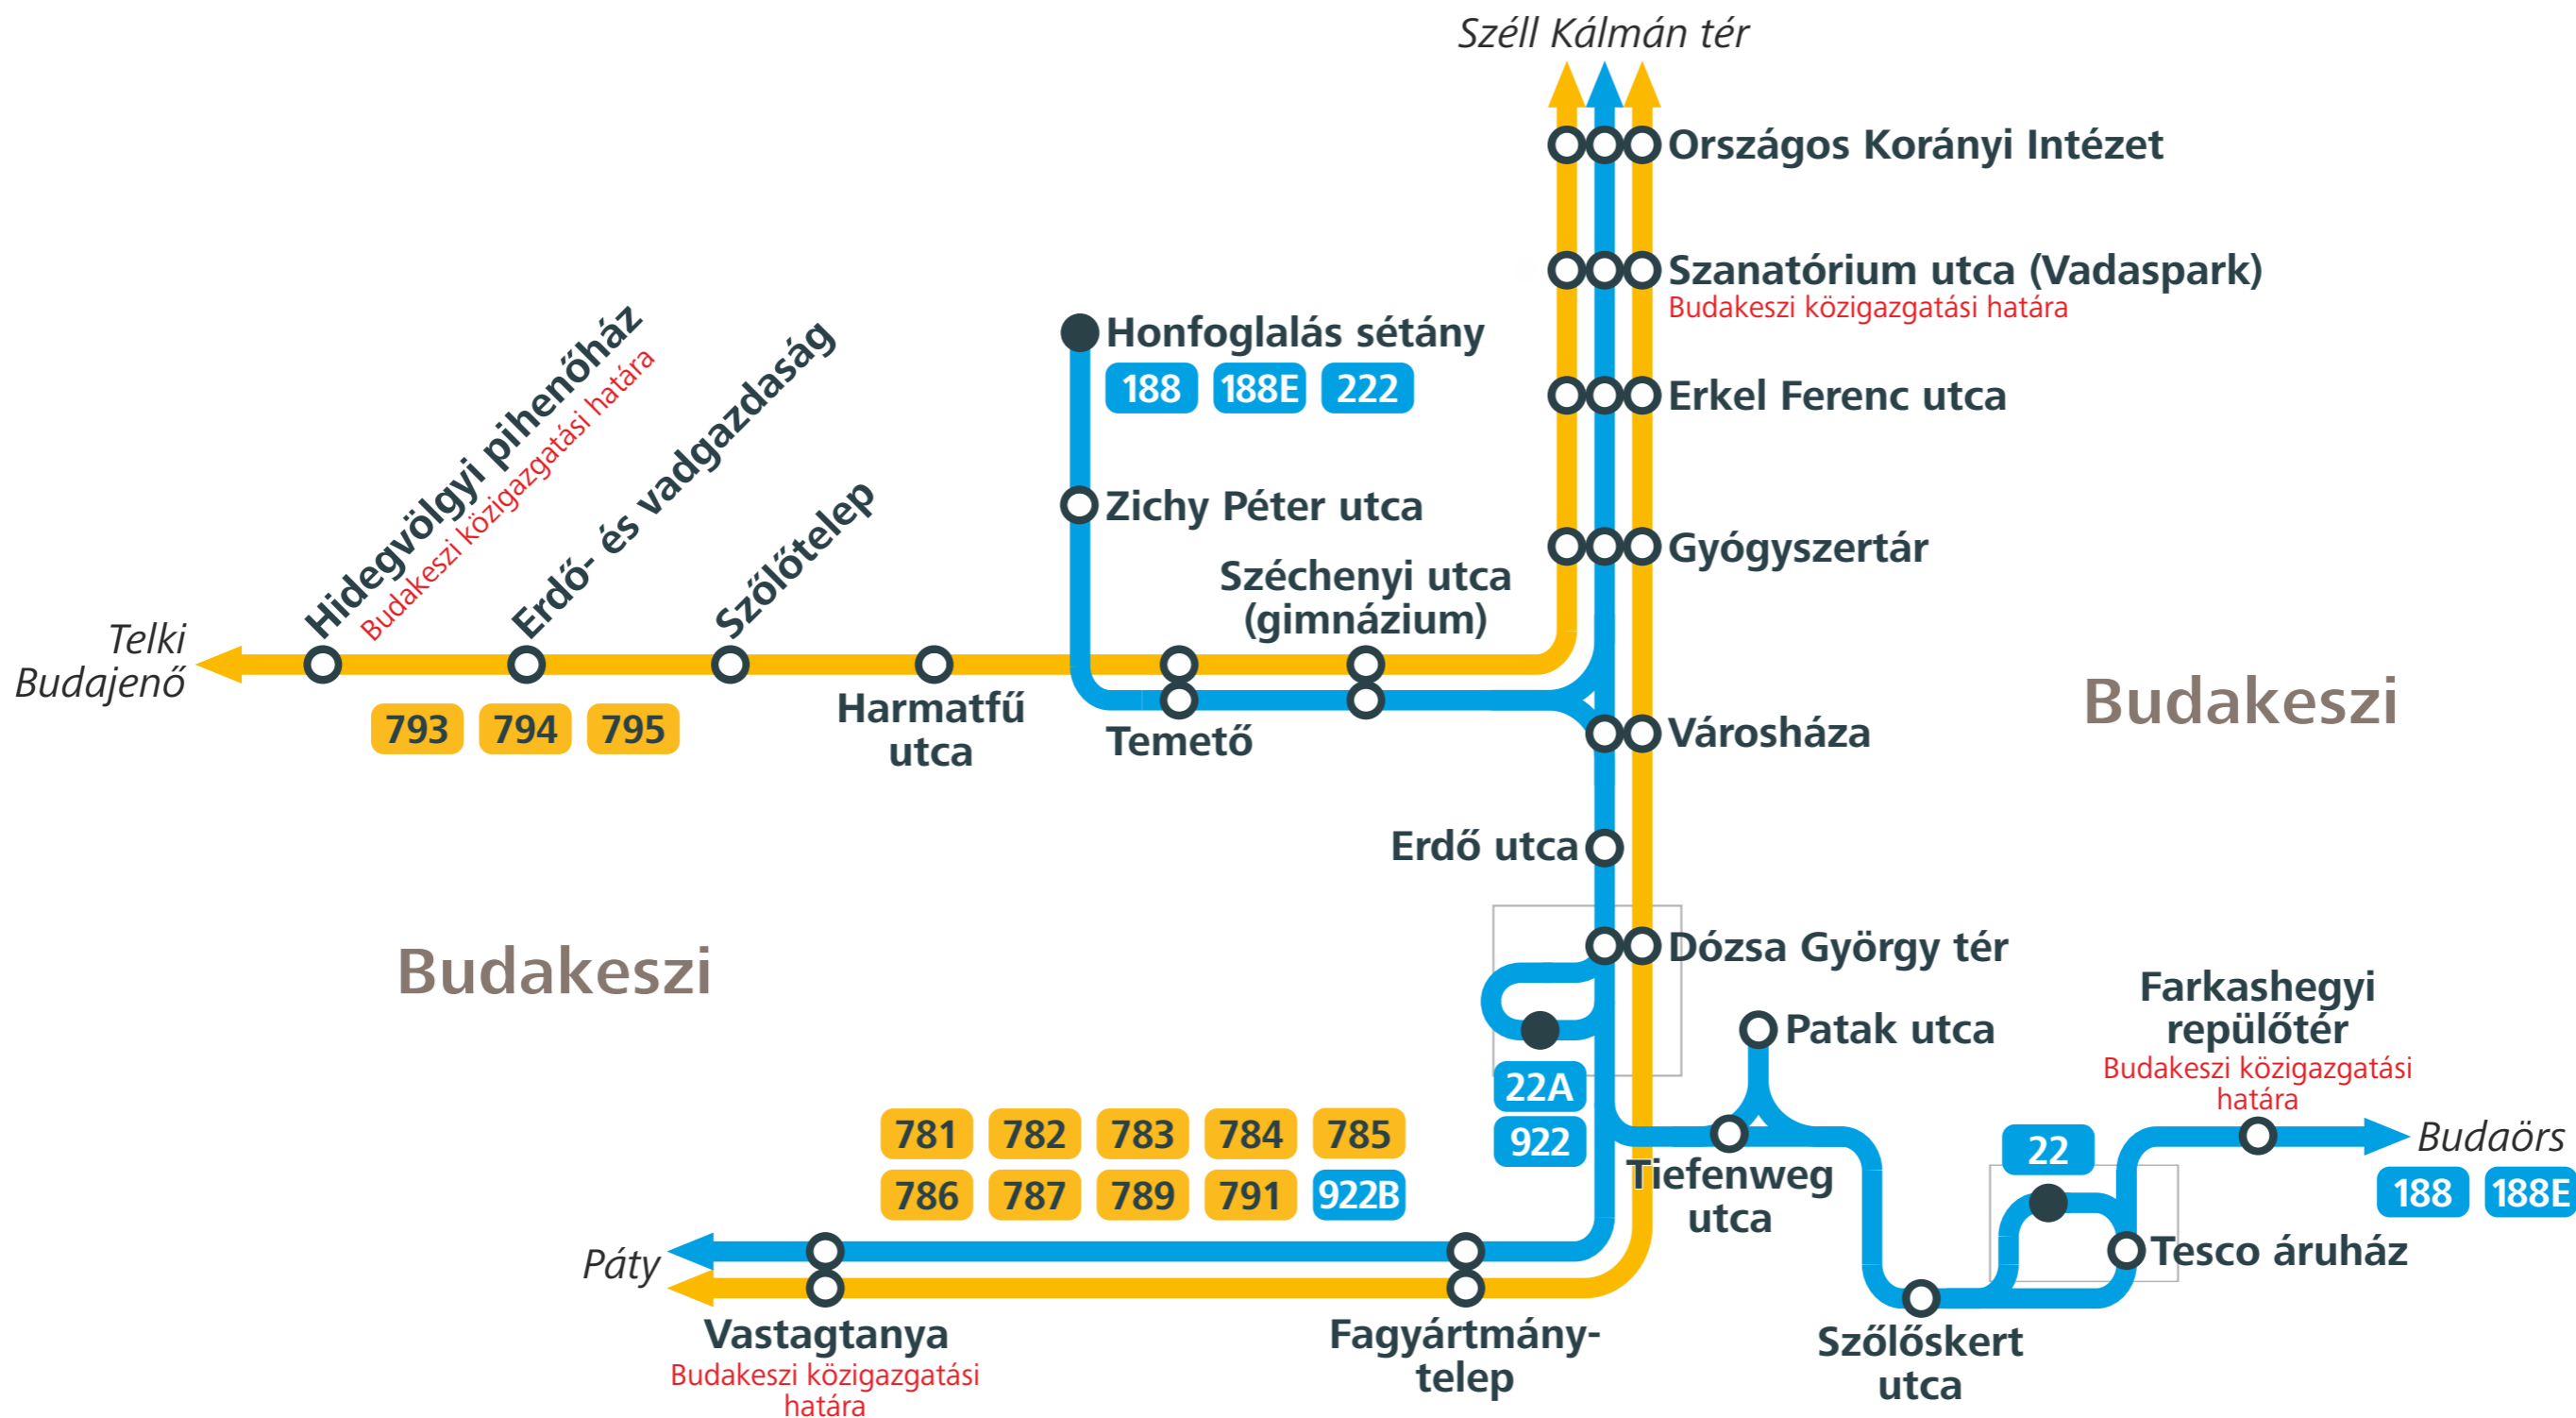 Széll Kálmán tér
Országos Korányi Intézet
Szanatórium utca (Vadaspark)
Budakeszi közigazgatási határa
Erkel Ferenc utca
Gyógyszertár
Honfoglalás sétány
188 188E 222
Zichy Péter utca
Széchenyi utca
(gimnázium)
Hidegvölgyi pihenőház
Budakeszi közigazgatási határa
Erdő- és vadgazdaság
Szőlőtelep
Telki
Budajenő
793 794 795
Harmatfű
utca
Temető
Városháza
Budakeszi
Erdő utca
Budakeszi
Dózsa György tér
22A
922
Patak utca
Farkashegyi
repülőtér
Budakeszi közigazgatási
határa
Budaörs
188 188E
22
Tiefenweg
utca
Tesco áruház
Szőlőskert
utca
781 782 783 784 785
786 787 789 791 922B
Páty
Vastagtanya
Budakeszi közigazgatási
határa
Fagyártmány-
telep